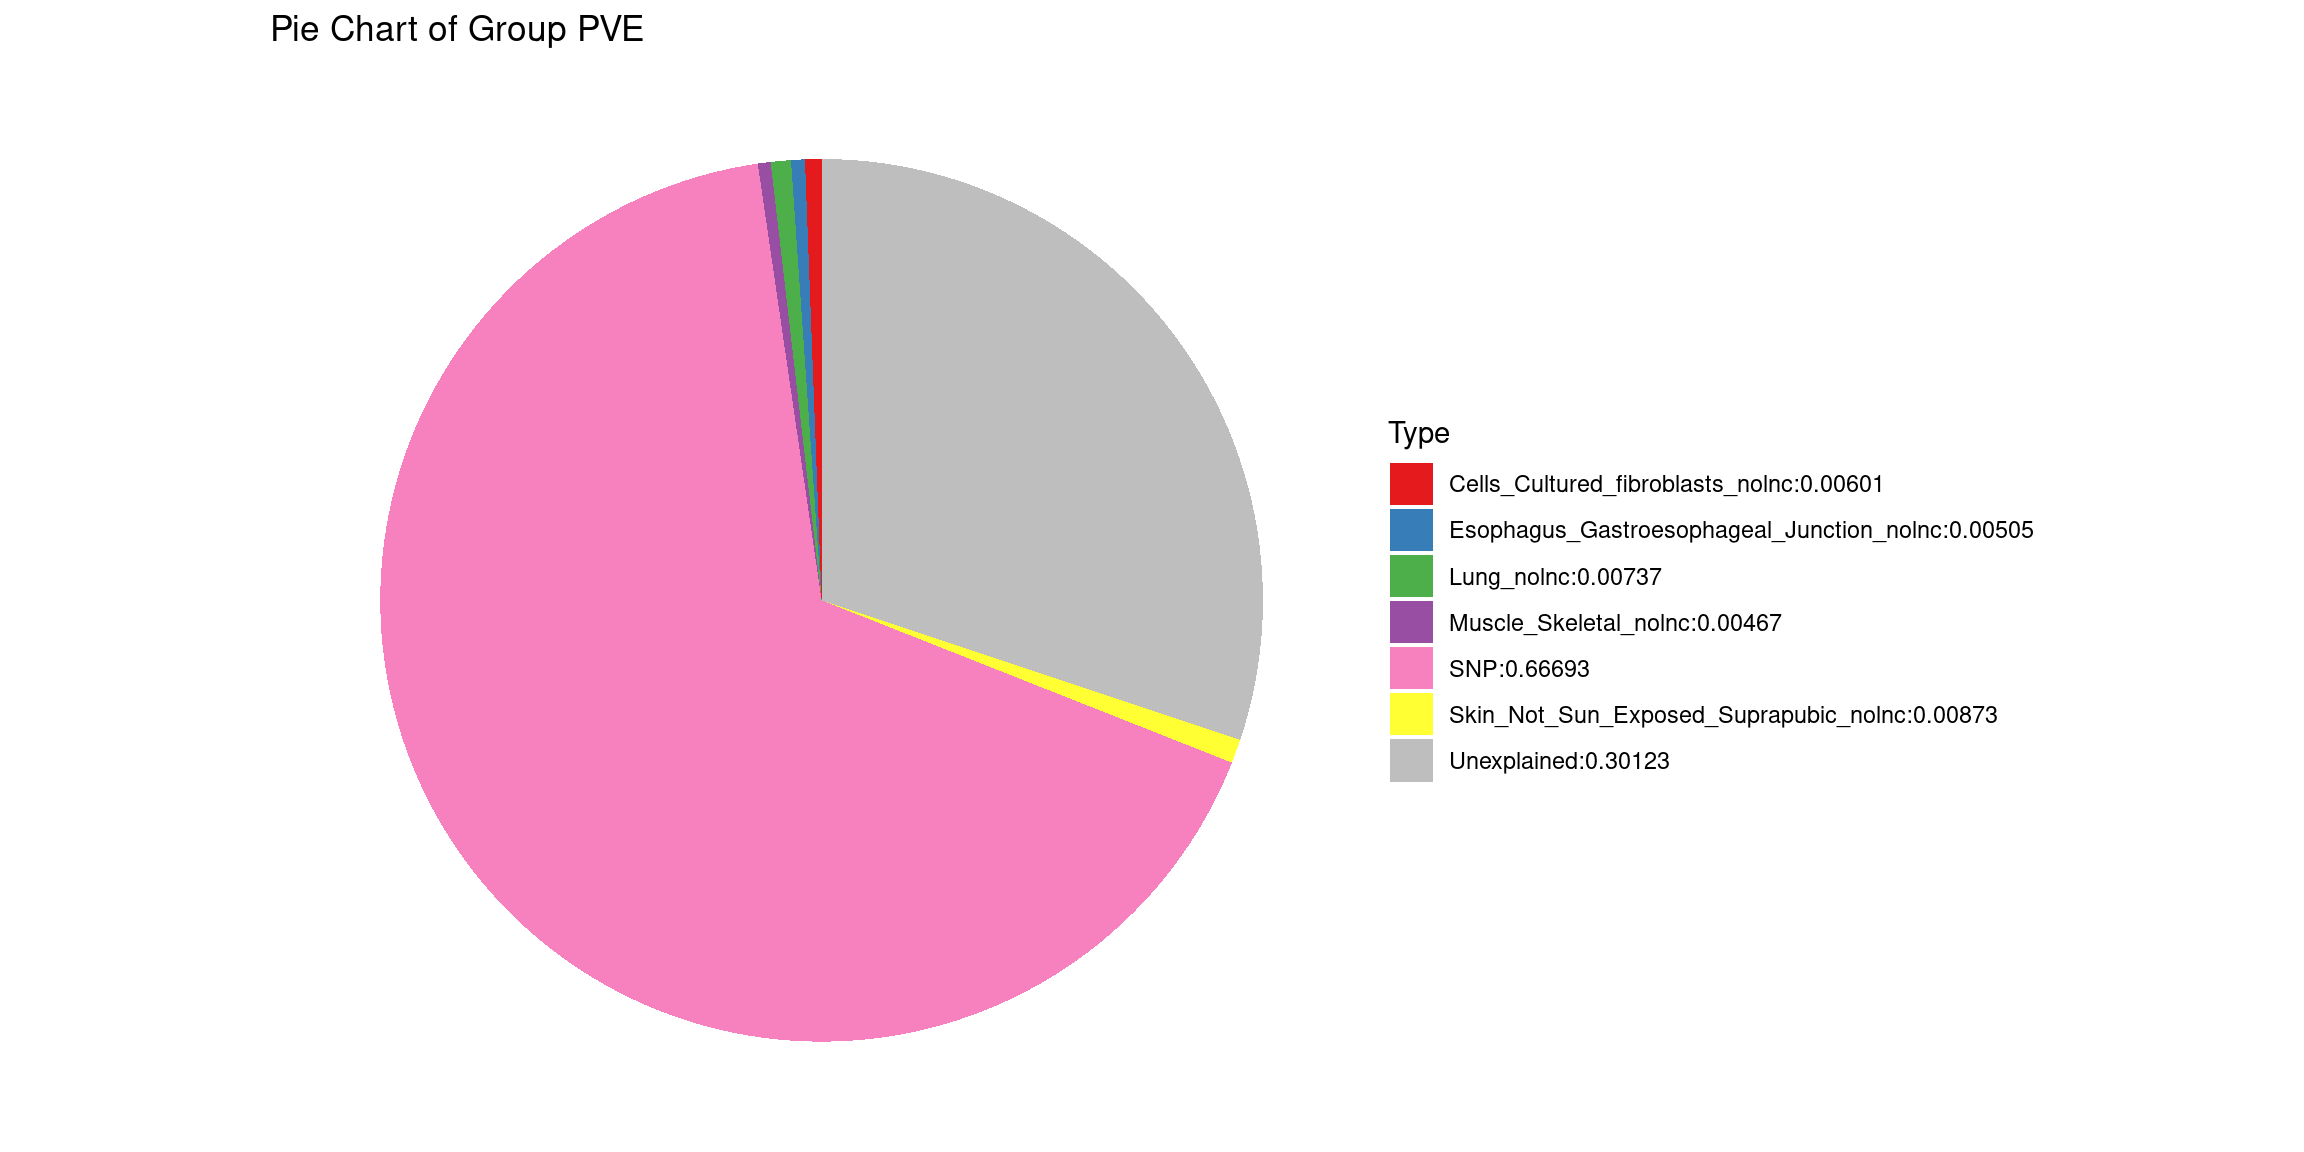 Pie Chart of Group PVE
Type
Cells_Cultured_fibroblasts_nolnc:0.00601
Esophagus_Gastroesophageal_Junction_nolnc:0.00505
Lung_nolnc:0.00737
Muscle_Skeletal_nolnc:0.00467
SNP:0.66693
Skin_Not_Sun_Exposed_Suprapubic_nolnc:0.00873
Unexplained:0.30123